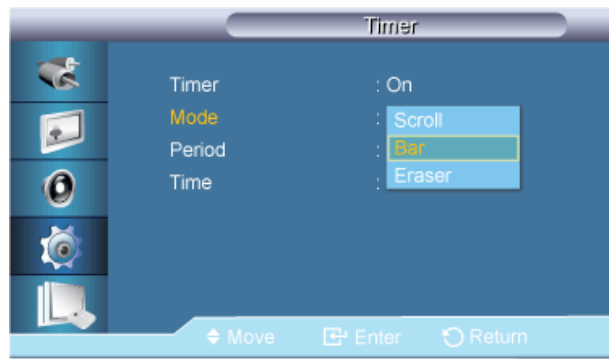 Timer
Timer : On
Mode : Scroll
Period : Bar
Time : Eraser
Move Enter Return